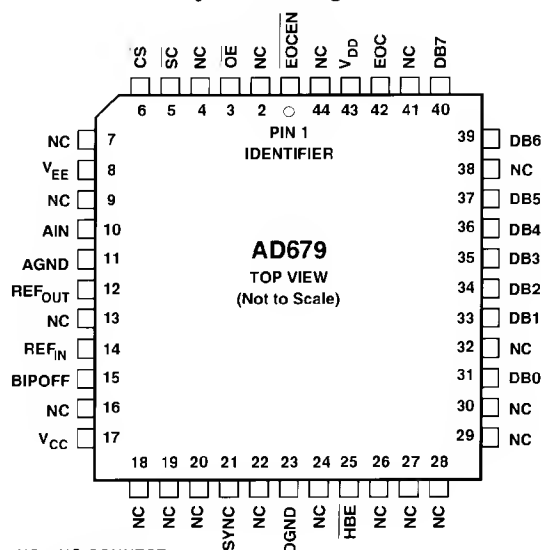 CS
SC
NC
OE
NC
EOCEN
NC
VDD
EOC
NC
DB7
6 5 4 3 2 44 43 42 41 40
PIN 1
IDENTIFIER
NC 7
VEE 8
NC 9
AIN 10
AGND 11
REFOUT 12
NC 13
REFIN 14
BIPOFF 15
NC 16
VCC 17
AD679
TOP VIEW
(Not to Scale)
39 DB6
38 NC
37 DB5
36 DB4
35 DB3
34 DB2
33 DB1
32 NC
31 DB0
30 NC
29 NC
18 19 20 21 22 23 24 25 26 27 28
NC
NC
NC
SYNC
NC
DGND
NC
HBE
NC
NC
NC